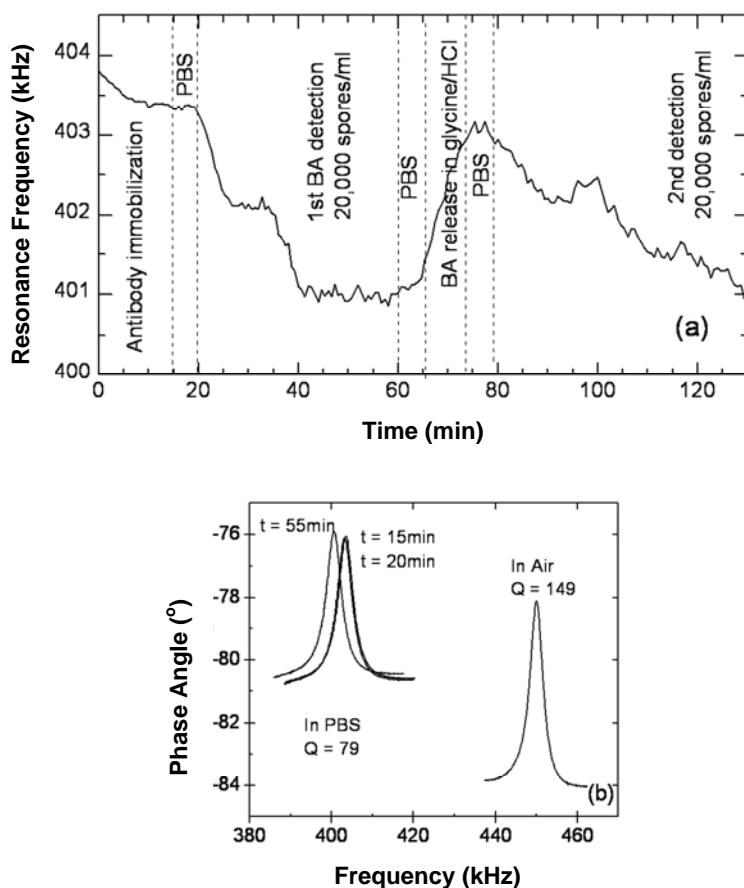 404
403
402
401
400
Resonance Frequency (kHz)
Antibody immobilization
PBS
1st BA detection
20,000 spores/ml
PBS
BA release in glycine/HCl
PBS
2nd detection
20,000 spores/ml
(a)
0 20 40 60 80 100 120
Time (min)
-76
-78
-80
-82
-84
Phase Angle (º)
t = 55min
t = 15min
t = 20min
In Air
Q = 149
In PBS
Q = 79
(b)
380 400 420 440 460
Frequency (kHz)